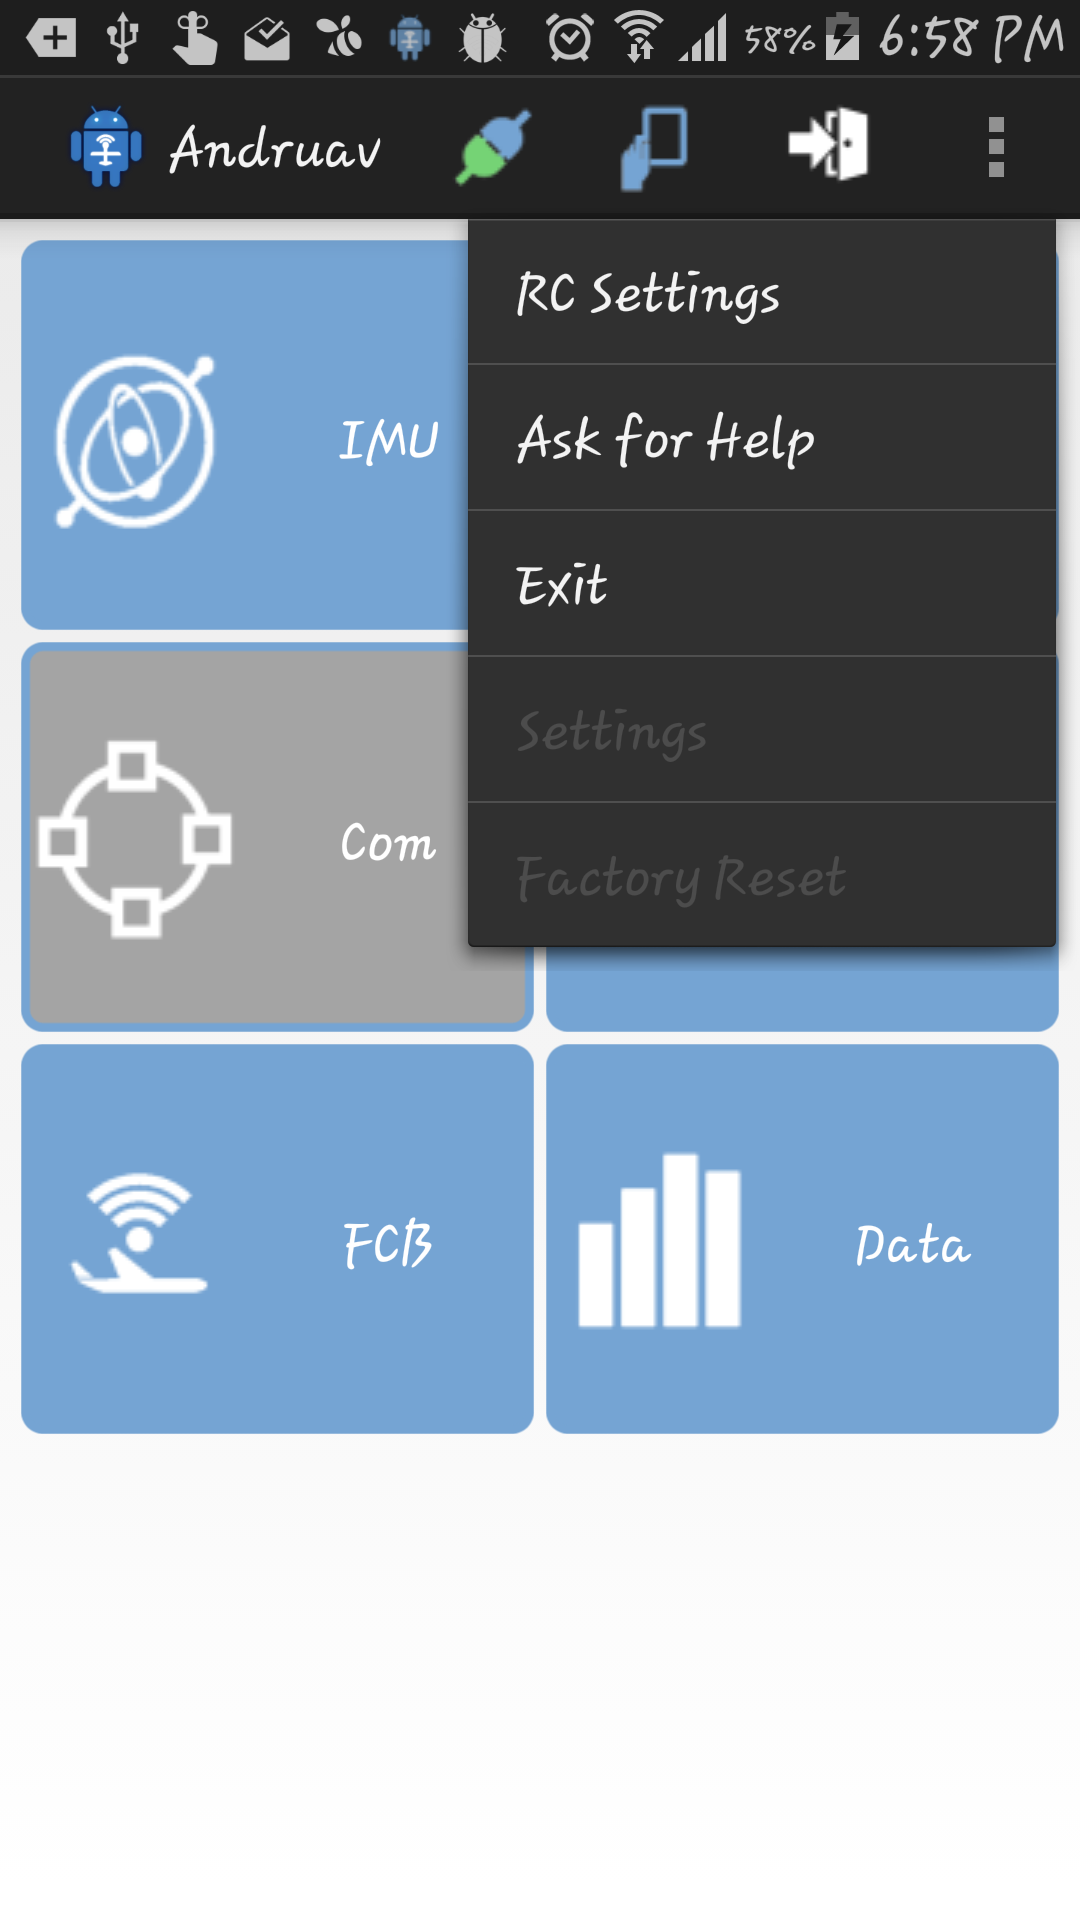 58% 6:58 PM
Andruav
RC Settings
Ask for Help
Exit
Settings
Factory Reset
IMU
Com
FCB
Data